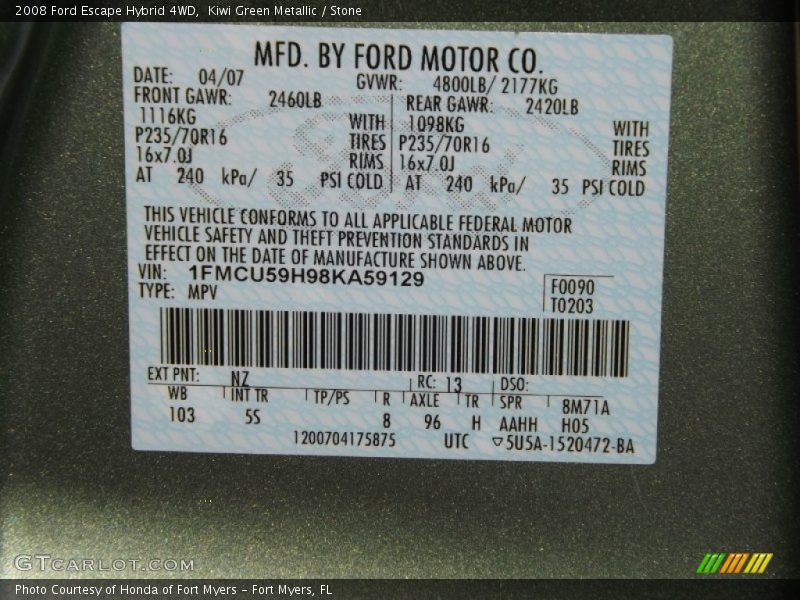 2008 Ford Escape Hybrid 4WD, Kiwi Green Metallic / Stone
MFD. BY FORD MOTOR CO.
DATE: 04/07 GVWR: 4800LB/ 2177KG
FRONT GAWR: 2460LB REAR GAWR: 2420LB
1116KG WITH 1098KG WITH
P235/70R16 TIRES P235/70R16 TIRES
16x7.0J RIMS 16x7.0J RIMS
AT 240 kPa/ 35 PSI COLD AT 240 kPa/ 35 PSI COLD
THIS VEHICLE CONFORMS TO ALL APPLICABLE FEDERAL MOTOR
VEHICLE SAFETY AND THEFT PREVENTION STANDARDS IN
EFFECT ON THE DATE OF MANUFACTURE SHOWN ABOVE.
VIN: 1FMCU59H98KA59129
TYPE: MPV
F0090
T0203
EXT PNT: NZ RC: 13 DSO:
WB INT TR TP/PS R AXLE TR SPR 8M71A
103 5S 8 96 H AAHH H05
1200704175875 UTC ▽5U5A-1520472-BA
GTCARLOT.COM
Photo Courtesy of Honda of Fort Myers - Fort Myers, FL